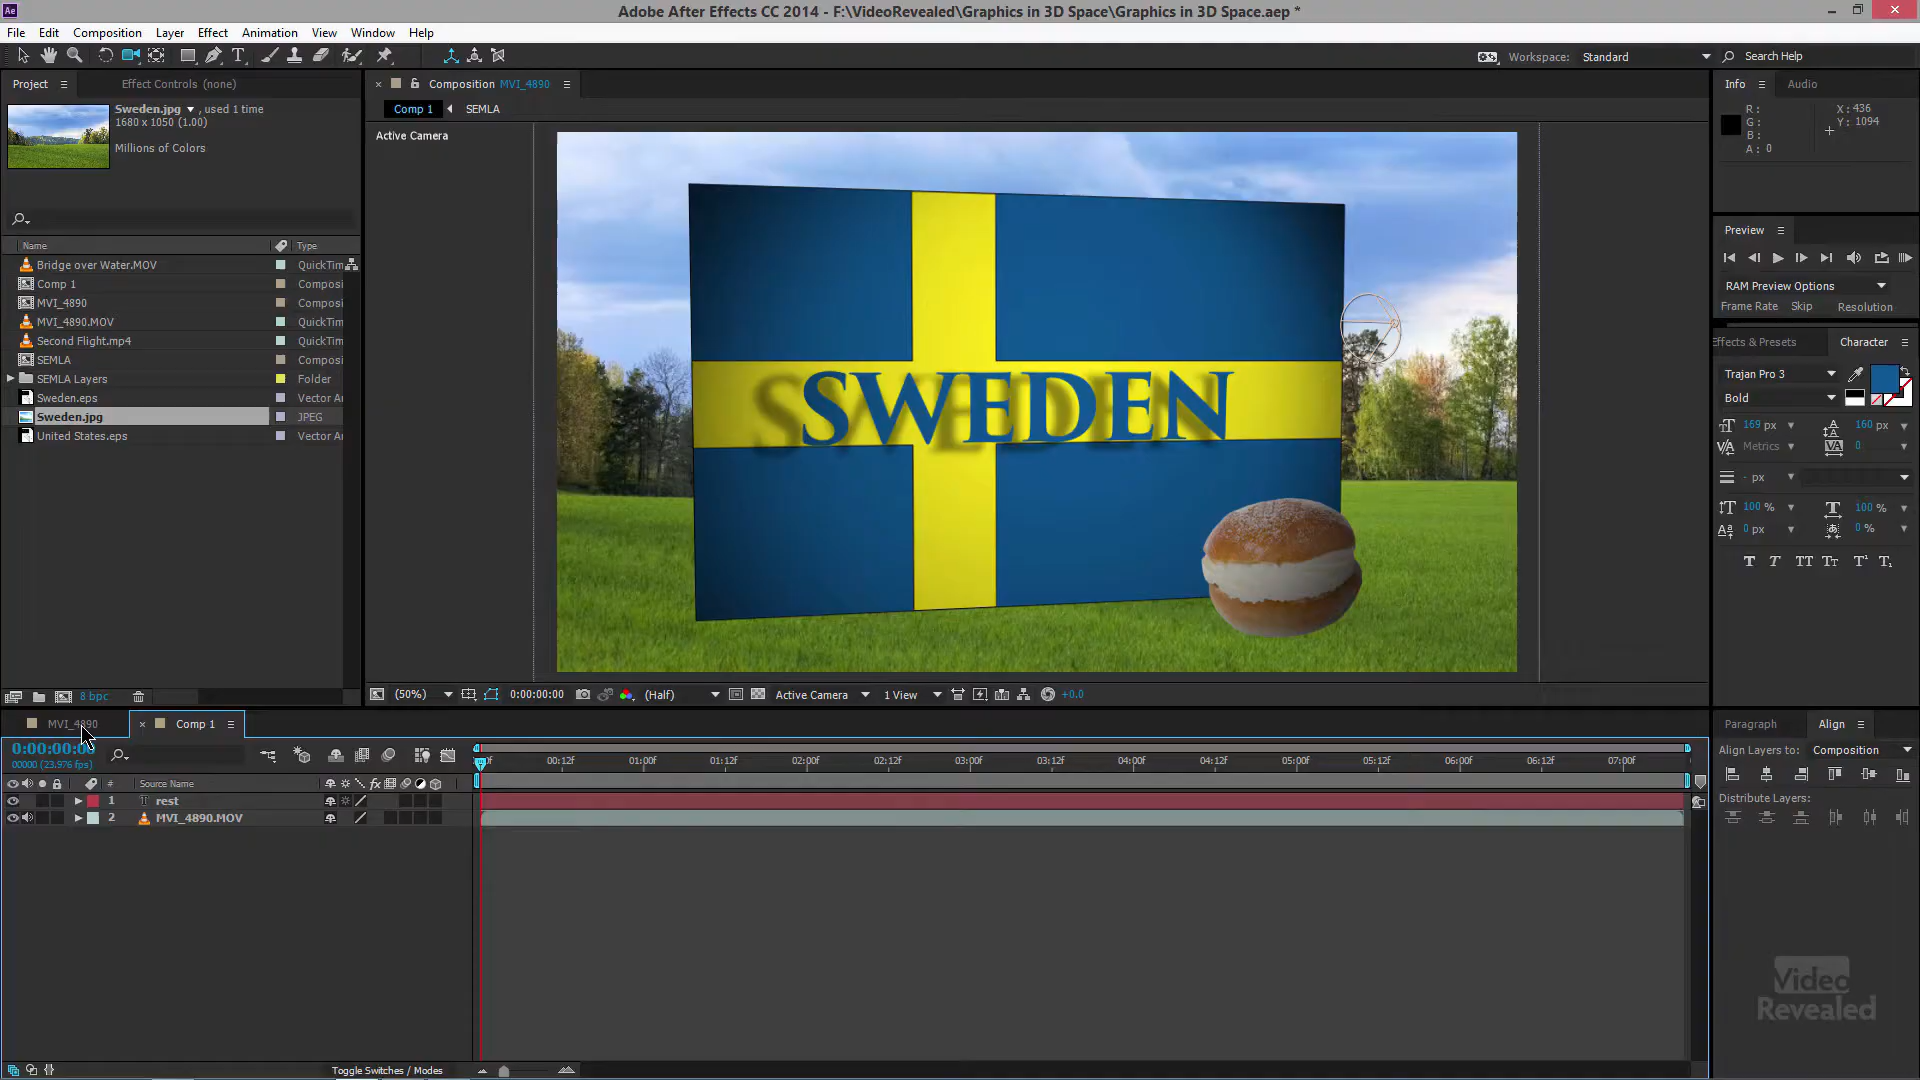 Ae
Adobe After Effects CC 2014 - F:\VideoRevealed\Graphics in 3D Space\Graphics in 3D Space.aep *
File Edit Composition Layer Effect Animation View Window Help
Workspace: Standard Search Help
Project Effect Controls (none)
Composition MVI_4890
Info Audio
Sweden.jpg , used 1 time
1680 x 1050 (1.00)
Millions of Colors
Comp 1 SEMLA
Active Camera
R:
G:
B:
A: 0
X: 436
Y: 1094
Preview
RAM Preview Options
Frame Rate Skip Resolution
Name Type
Bridge over Water.MOV QuickTim
Comp 1 Composi
MVI_4890 Composi
MVI_4890.MOV QuickTim
Second Flight.mp4 QuickTim
SEMLA Composi
SEMLA Layers Folder
Sweden.eps Vector Ar
Sweden.jpg JPEG
United States.eps Vector Ar
SWEDEN
Effects & Presets Character
Trajan Pro 3
Bold
169 px 160 px
Metrics 0
- px
100 % 100 %
0 px 0 %
8 bpc
(50%) 0:00:00:00 (Half) Active Camera 1 View +0.0
MVI_4890 Comp 1
0:00:00:00
00000 (23.976 fps)
00:12f 01:00f 01:12f 02:00f 02:12f 03:00f 03:12f 04:00f 04:12f 05:00f 05:12f 06:00f 06:12f 07:00f
# Source Name
1 rest
2 MVI_4890.MOV
Paragraph Align
Align Layers to: Composition
Distribute Layers:
Video
Revealed
Toggle Switches / Modes